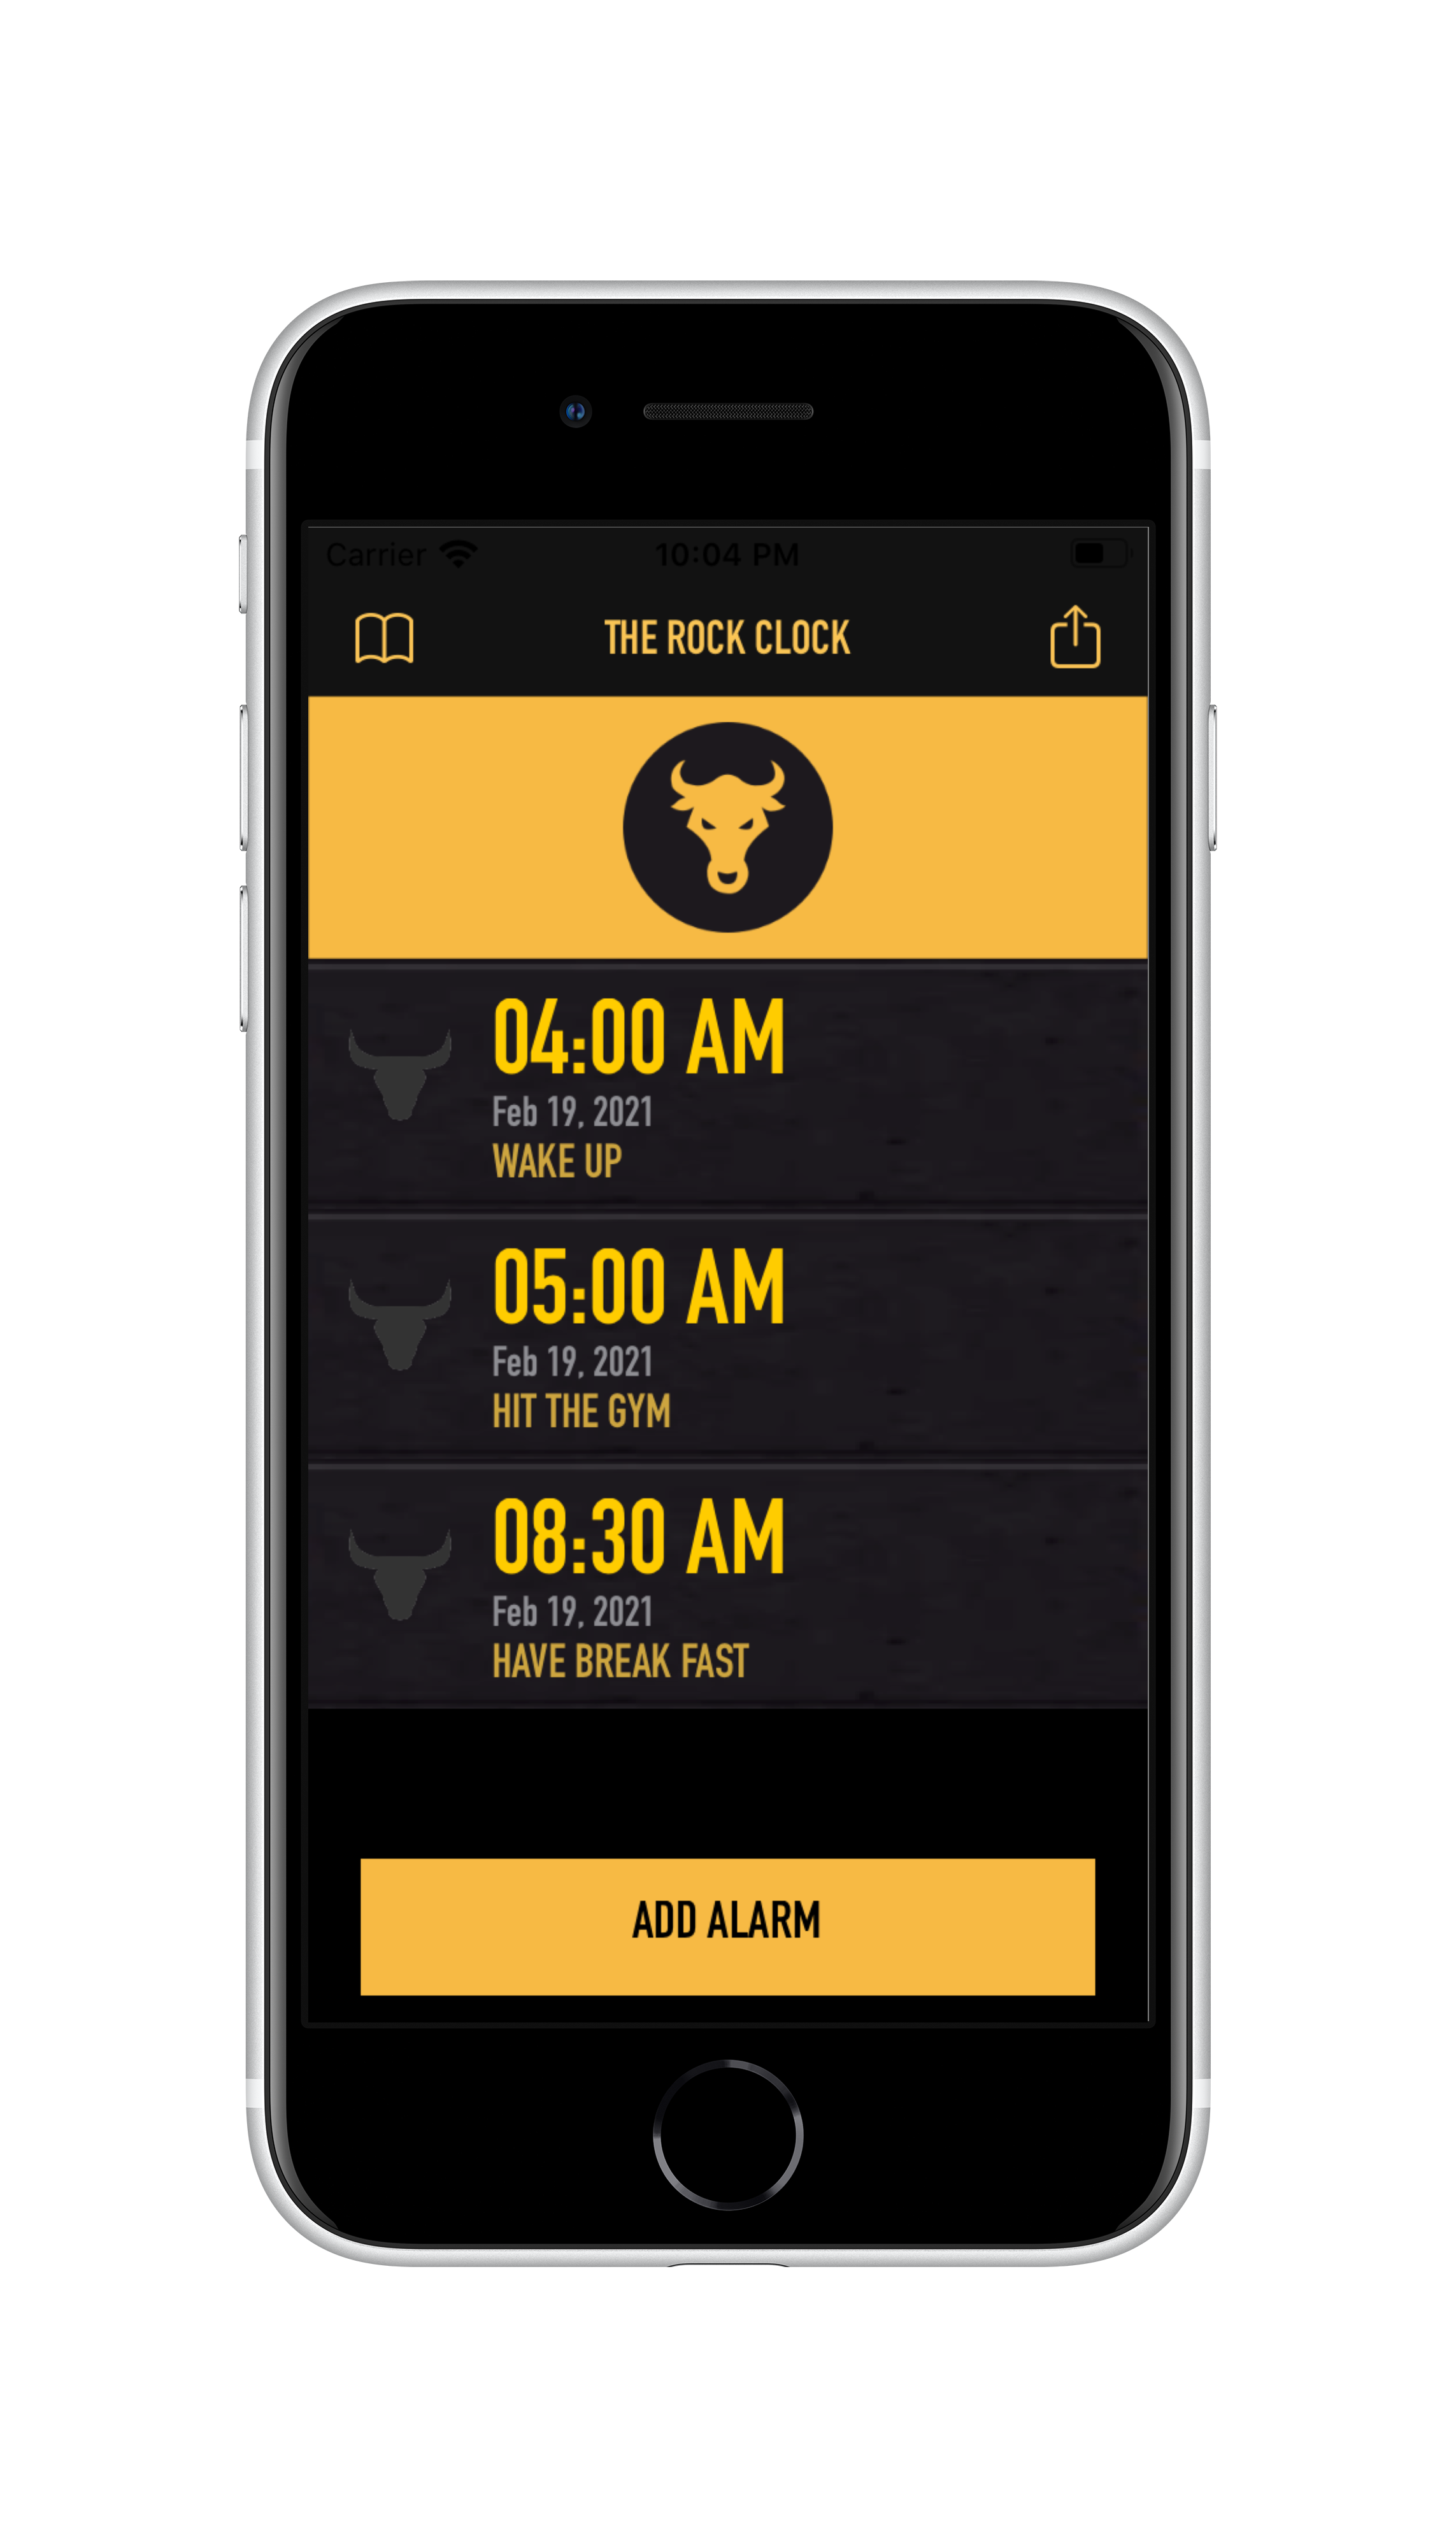 Carrier 10:04 PM
THE ROCK CLOCK
04:00 AM
Feb 19, 2021
WAKE UP
05:00 AM
Feb 19, 2021
HIT THE GYM
08:30 AM
Feb 19, 2021
HAVE BREAK FAST
ADD ALARM